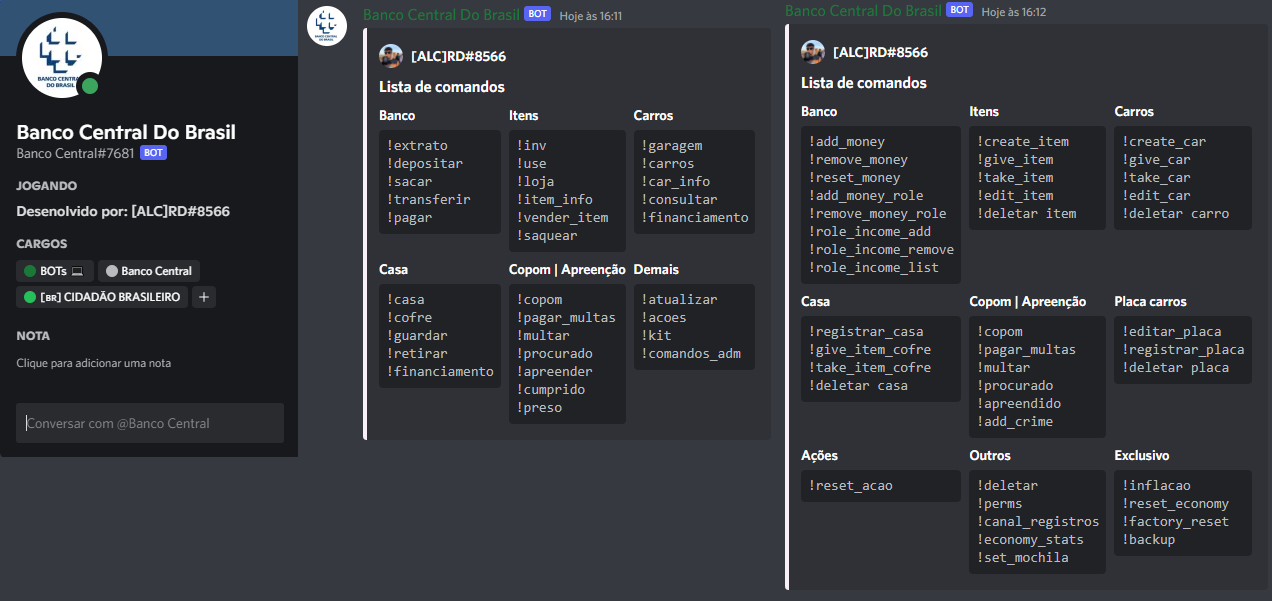 BANCO CENTRAL
DO BRASIL
Banco Central Do Brasil
Banco Central#7681 BOT
JOGANDO
Desenolvido por: [ALC]RD#8566
CARGOS
BOTs
Banco Central
[BR] CIDADÃO BRASILEIRO
+
NOTA
Clique para adicionar uma nota
Conversar com @Banco Central
Banco Central Do Brasil BOT Hoje às 16:11
[ALC]RD#8566
Lista de comandos
Banco
!extrato
!depositar
!sacar
!transferir
!pagar
Itens
!inv
!use
!loja
!item_info
!vender_item
!saquear
Carros
!garagem
!carros
!car_info
!consultar
!financiamento
Casa
!casa
!cofre
!guardar
!retirar
!financiamento
Copom | Apreenção
!copom
!pagar_multas
!multar
!procurado
!apreender
!cumprido
!preso
Demais
!atualizar
!acoes
!kit
!comandos_adm
Banco Central Do Brasil BOT Hoje às 16:12
[ALC]RD#8566
Lista de comandos
Banco
!add_money
!remove_money
!reset_money
!add_money_role
!remove_money_role
!role_income_add
!role_income_remove
!role_income_list
Itens
!create_item
!give_item
!take_item
!edit_item
!deletar item
Carros
!create_car
!give_car
!take_car
!edit_car
!deletar carro
Casa
!registrar_casa
!give_item_cofre
!take_item_cofre
!deletar casa
Copom | Apreenção
!copom
!pagar_multas
!multar
!procurado
!apreendido
!add_crime
Placa carros
!editar_placa
!registrar_placa
!deletar placa
Ações
!reset_acao
Outros
!deletar
!perms
!canal_registros
!economy_stats
!set_mochila
Exclusivo
!inflacao
!reset_economy
!factory_reset
!backup